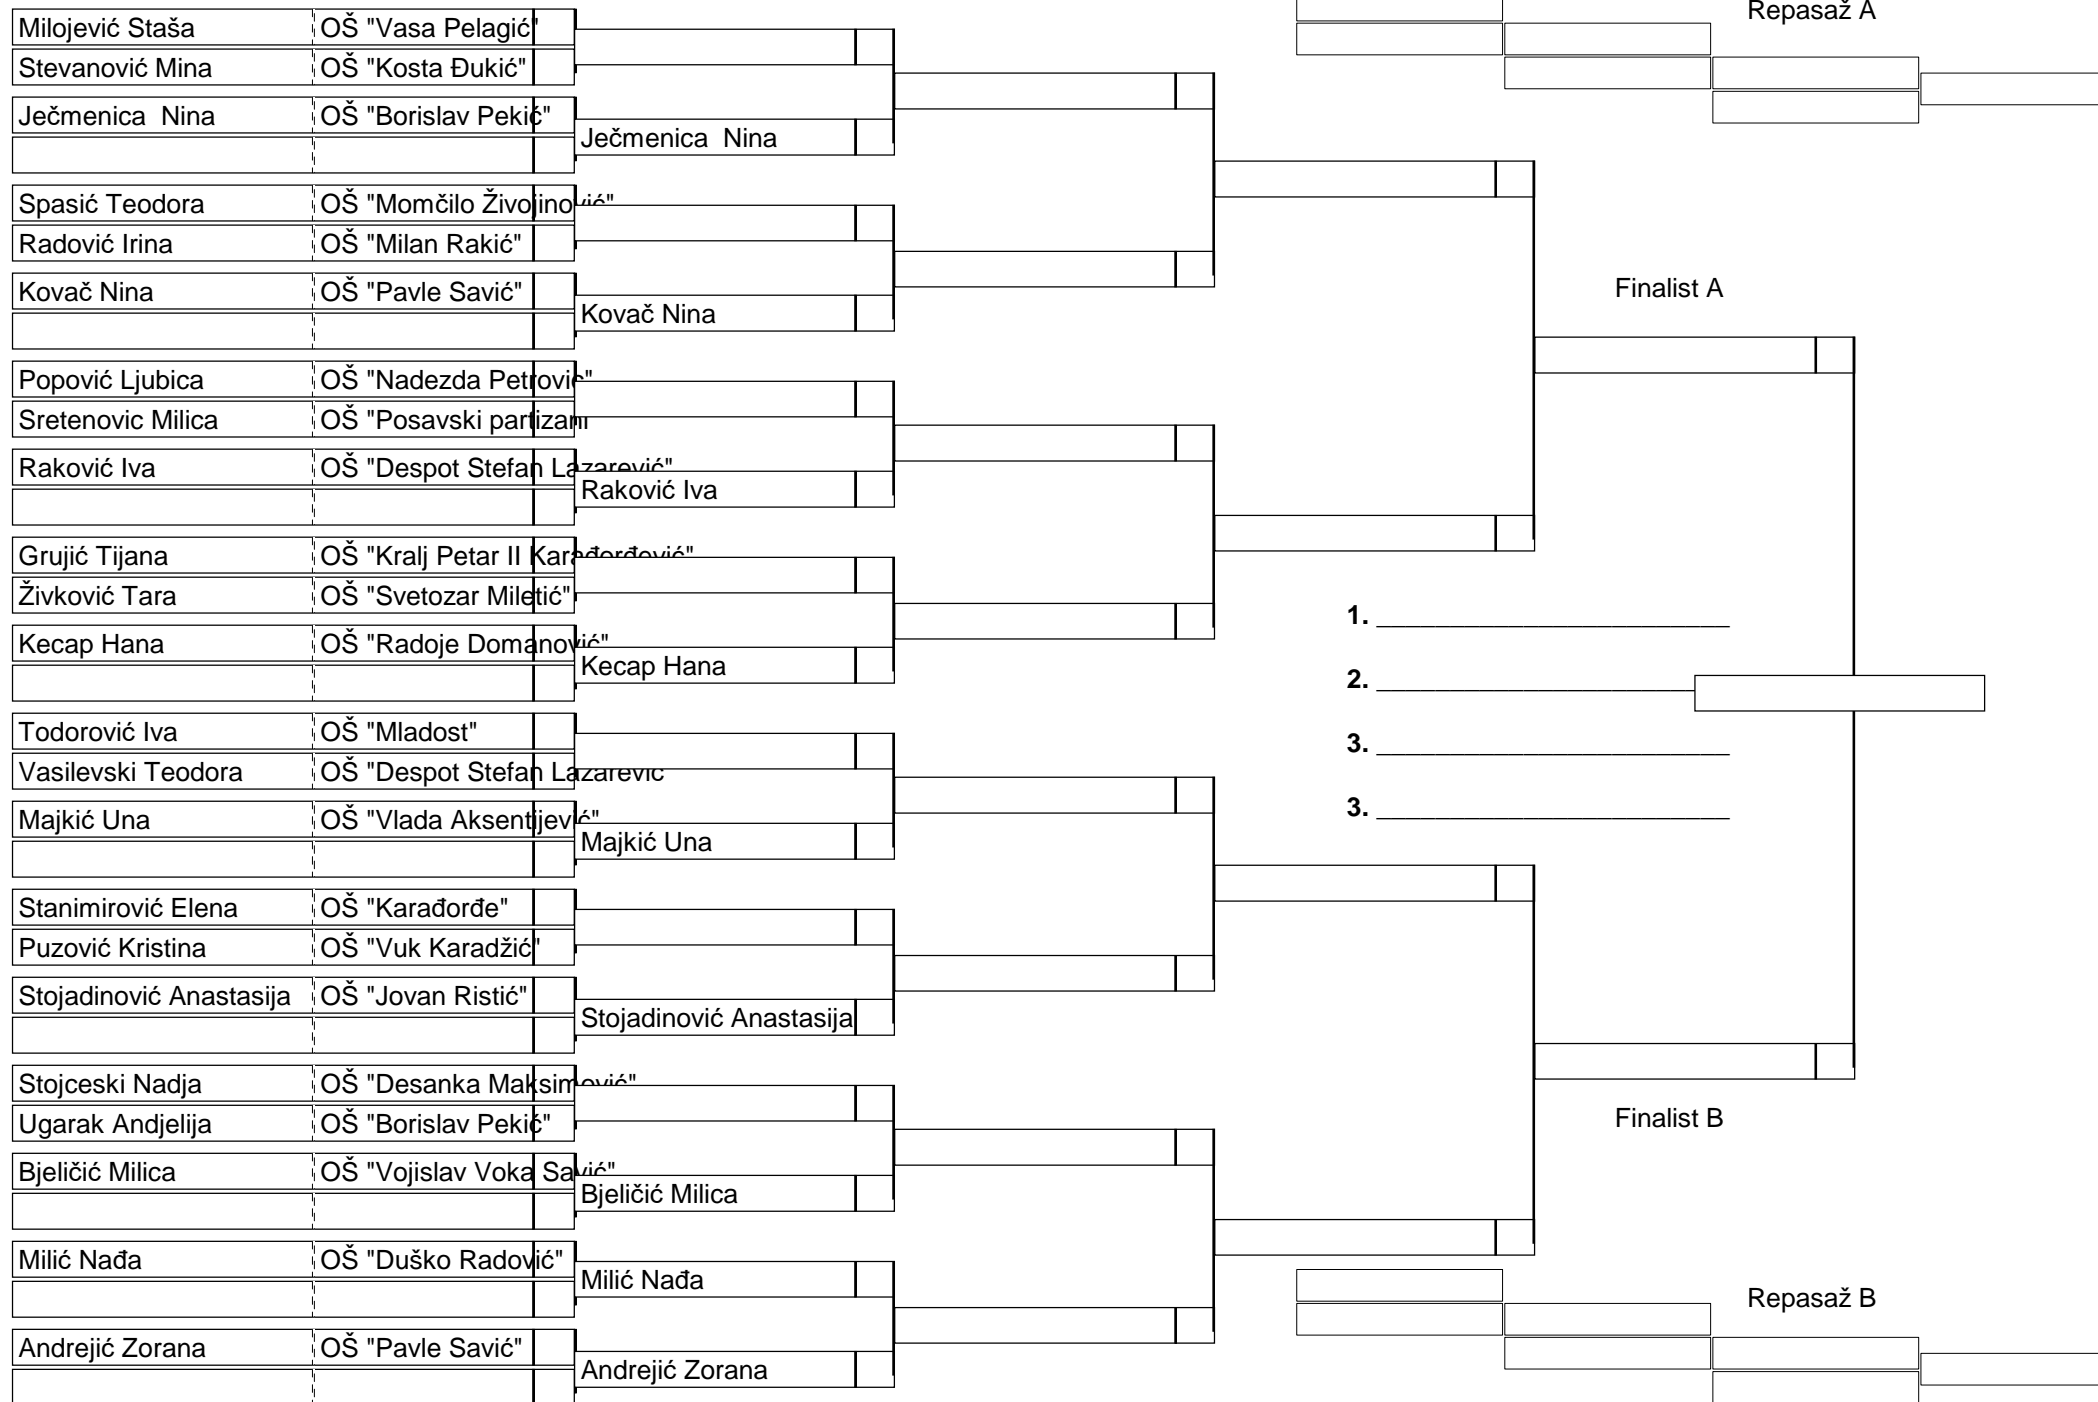 Repasaž A
Milojević Staša OŠ "Vasa Pelagić"
Stevanović Mina OŠ "Kosta Đukić"
Ječmenica  Nina OŠ "Borislav Pekić"
Ječmenica  Nina
Spasić Teodora OŠ "Momčilo Živojinović"
Radović Irina OŠ "Milan Rakić"
Kovač Nina OŠ "Pavle Savić"
Kovač Nina
Finalist A
Popović Ljubica OŠ "Nadezda Petrovic"
Sretenovic Milica OŠ "Posavski partizani
Raković Iva OŠ "Despot Stefan Lazarević"
Raković Iva
Grujić Tijana OŠ "Kralj Petar II Karađorđević"
Živković Tara OŠ "Svetozar Miletić"
Kecap Hana OŠ "Radoje Domanović"
Kecap Hana
1. ________________________
2. ________________________
3. ________________________
3. ________________________
Todorović Iva OŠ "Mladost"
Vasilevski Teodora OŠ "Despot Stefan Lazarevic
Majkić Una OŠ "Vlada Aksentijević"
Majkić Una
Stanimirović Elena OŠ "Karađorđe"
Puzović Kristina OŠ "Vuk Karadžić"
Stojadinović Anastasija OŠ "Jovan Ristić"
Stojadinović Anastasija
Stojceski Nadja OŠ "Desanka Maksimović"
Ugarak Andjelija OŠ "Borislav Pekić"
Finalist B
Bjeličić Milica OŠ "Vojislav Voka Savić"
Bjeličić Milica
Milić Nađa OŠ "Duško Radović"
Milić Nađa
Repasaž B
Andrejić Zorana OŠ "Pavle Savić"
Andrejić Zorana